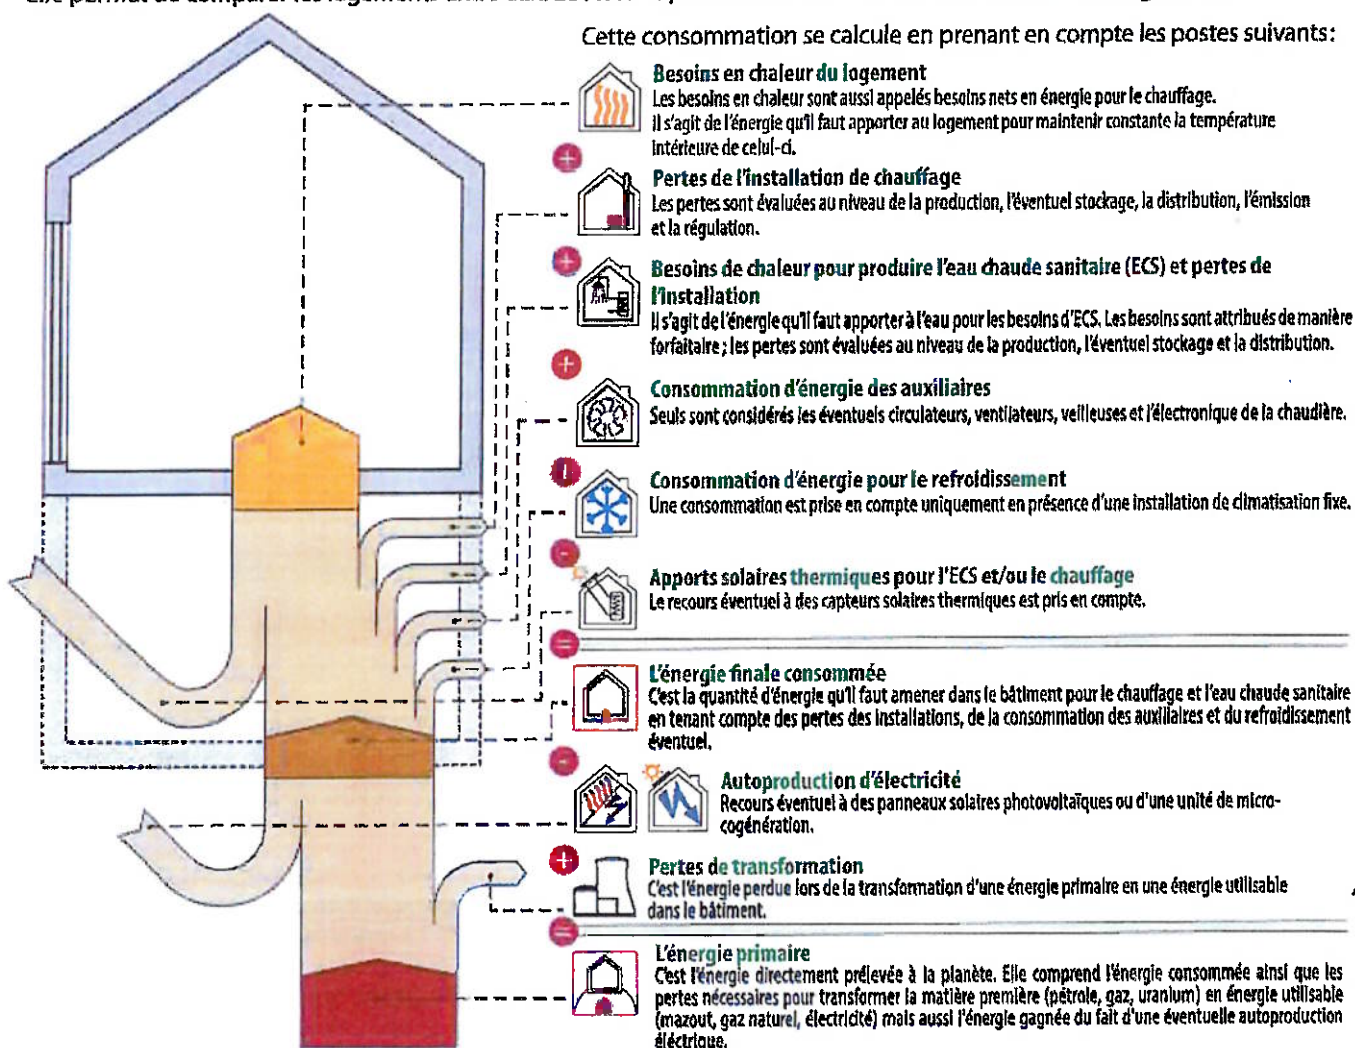 Cette consommation se calcule en prenant en compte les postes suivants:
Besoins en chaleur du logement
Les besoins en chaleur sont aussi appelés besoins nets en énergie pour le chauffage.
Il s'agit de l'énergie qu'il faut apporter au logement pour maintenir constante la température
intérieure de celui-ci.
+
Pertes de l'installation de chauffage
Les pertes sont évaluées au niveau de la production, l'éventuel stockage, la distribution, l'émission
et la régulation.
+
Besoins de chaleur pour produire l'eau chaude sanitaire (ECS) et pertes de
l'installation
Il s'agit de l'énergie qu'il faut apporter à l'eau pour les besoins d'ECS. Les besoins sont attribués de manière
forfaitaire ; les pertes sont évaluées au niveau de la production, l'éventuel stockage et la distribution.
+
Consommation d'énergie des auxiliaires
Seuls sont considérés les éventuels circulateurs, ventilateurs, veilleuses et l'électronique de la chaudière.
Consommation d'énergie pour le refroidissement
Une consommation est prise en compte uniquement en présence d'une installation de climatisation fixe.
-
Apports solaires thermiques pour l'ECS et/ou le chauffage
Le recours éventuel à des capteurs solaires thermiques est pris en compte.
=
L'énergie finale consommée
C'est la quantité d'énergie qu'il faut amener dans le bâtiment pour le chauffage et l'eau chaude sanitaire
en tenant compte des pertes des installations, de la consommation des auxiliaires et du refroidissement
éventuel.
-
Autoproduction d'électricité
Recours éventuel à des panneaux solaires photovoltaïques ou d'une unité de micro-
cogénération.
+
Pertes de transformation
C'est l'énergie perdue lors de la transformation d'une énergie primaire en une énergie utilisable
dans le bâtiment.
=
L'énergie primaire
C'est l'énergie directement prélevée à la planète. Elle comprend l'énergie consommée ainsi que les
pertes nécessaires pour transformer la matière première (pétrole, gaz, uranium) en énergie utilisable
(mazout, gaz naturel, électricité) mais aussi l'énergie gagnée du fait d'une éventuelle autoproduction
éléctrique.